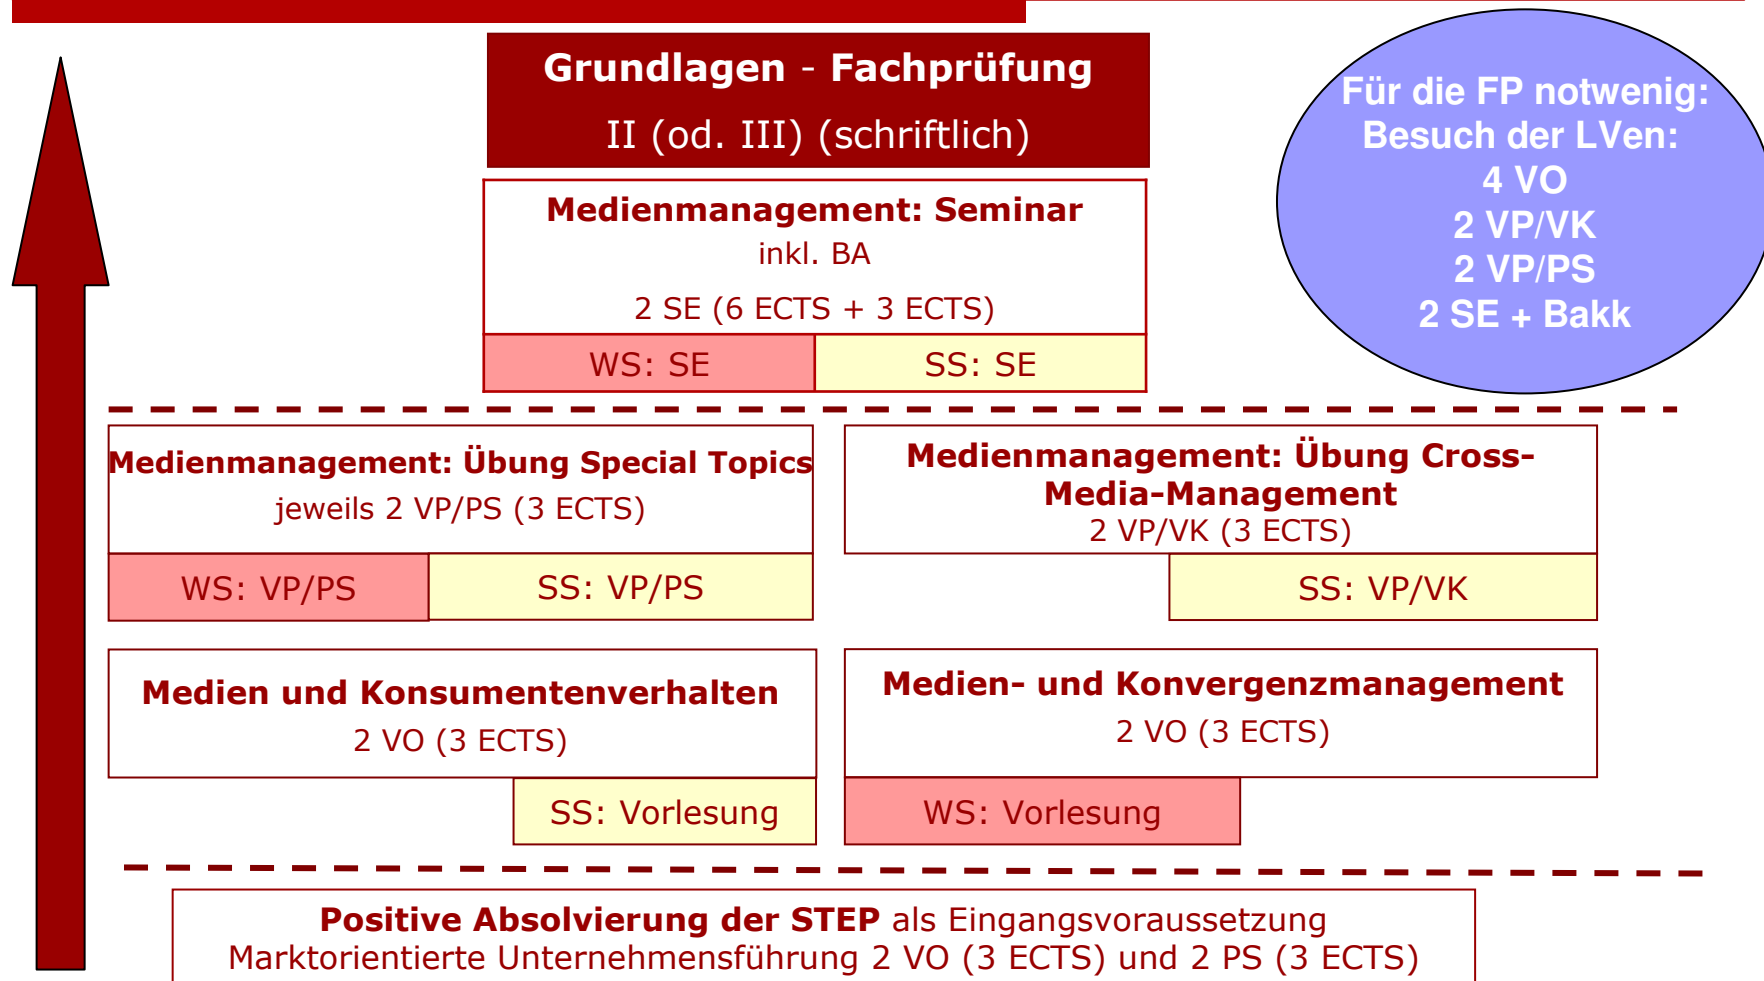 Grundlagen - Fachprüfung
II (od. III) (schriftlich)
Für die FP notwenig:
Besuch der LVen:
4 VO
2 VP/VK
2 VP/PS
2 SE + Bakk
Medienmanagement: Seminar
inkl. BA
2 SE (6 ECTS + 3 ECTS)
WS: SE
SS: SE
Medienmanagement: Übung Special Topics
jeweils 2 VP/PS (3 ECTS)
WS: VP/PS
SS: VP/PS
Medienmanagement: Übung Cross-
Media-Management
2 VP/VK (3 ECTS)
SS: VP/VK
Medien und Konsumentenverhalten
2 VO (3 ECTS)
SS: Vorlesung
Medien- und Konvergenzmanagement
2 VO (3 ECTS)
WS: Vorlesung
Positive Absolvierung der STEP als Eingangsvoraussetzung
Marktorientierte Unternehmensführung 2 VO (3 ECTS) und 2 PS (3 ECTS)